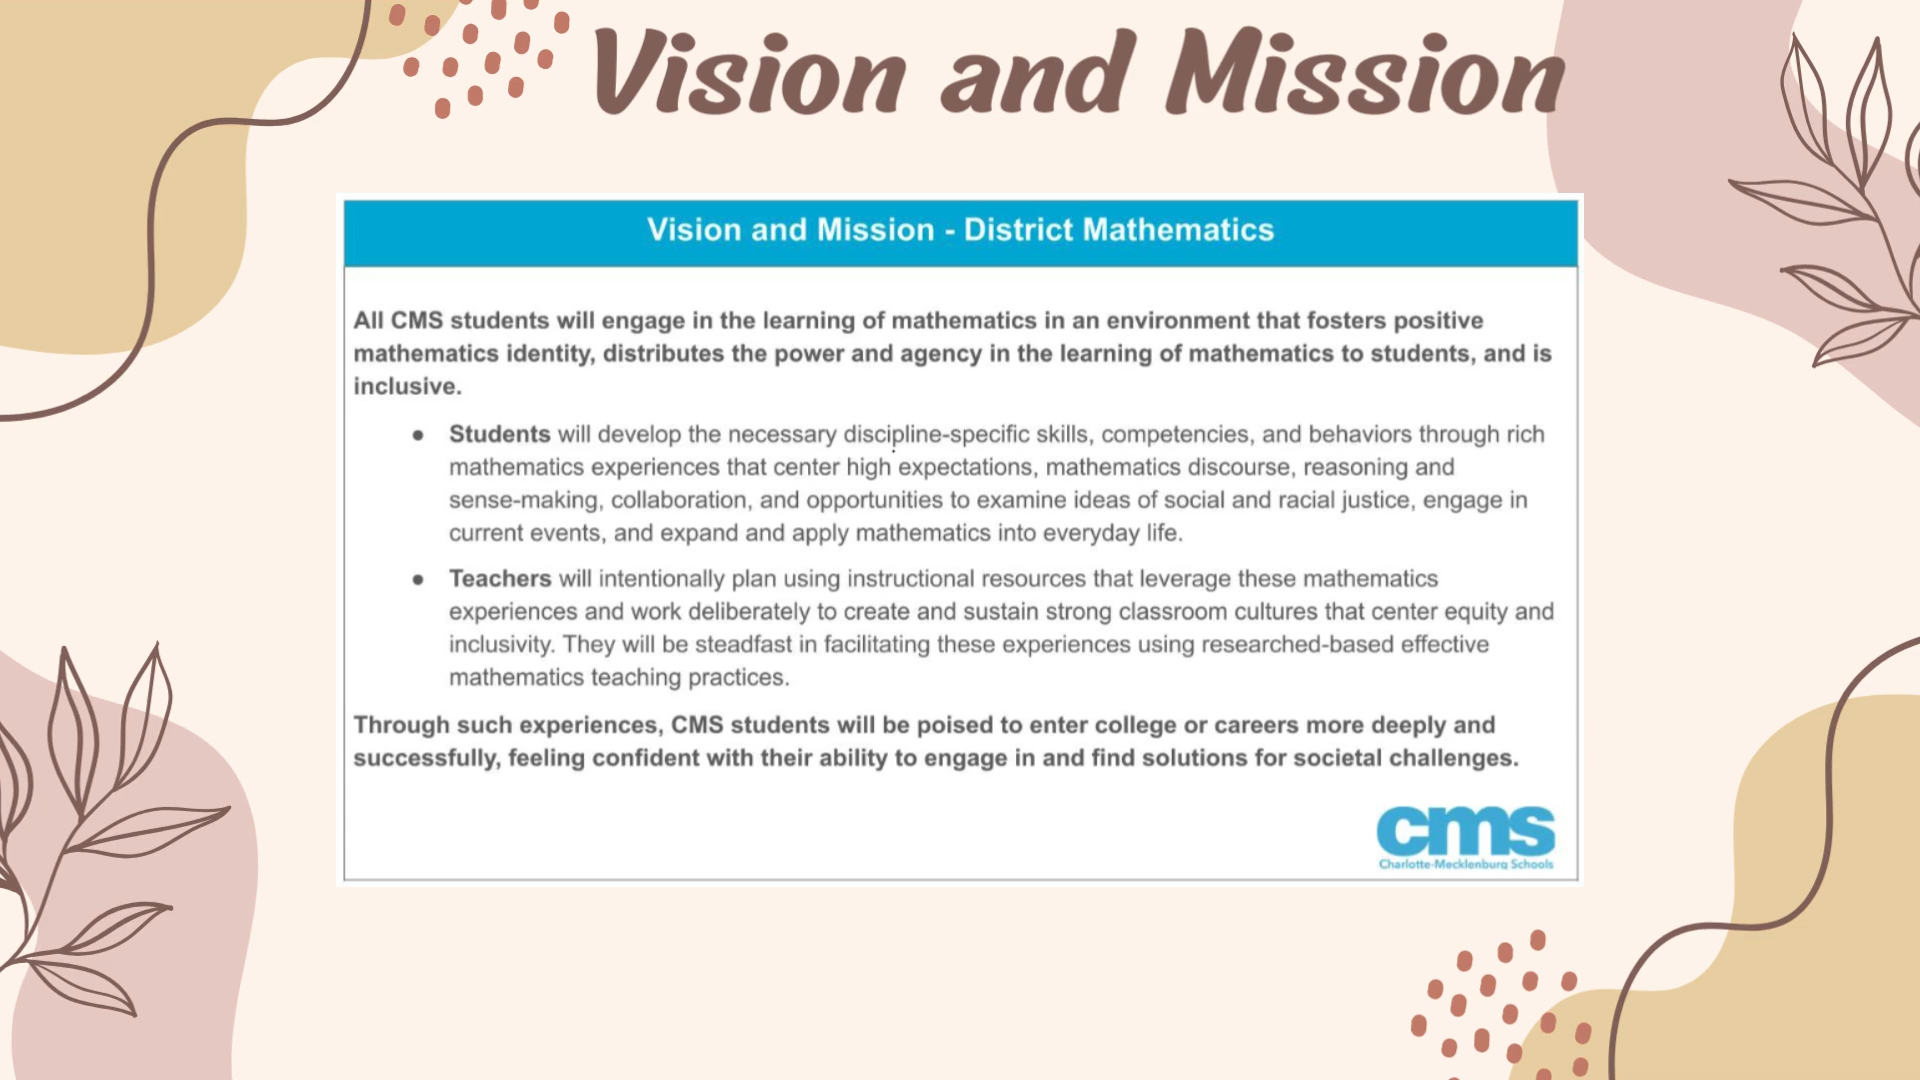 Vision and Mission
Vision and Mission - District Mathematics
All CMS students will engage in the learning of mathematics in an environment that fosters positive
mathematics identity, distributes the power and agency in the learning of mathematics to students, and is
inclusive.
● Students will develop the necessary discipline-specific skills, competencies, and behaviors through rich
mathematics experiences that center high expectations, mathematics discourse, reasoning and
sense-making, collaboration, and opportunities to examine ideas of social and racial justice, engage in
current events, and expand and apply mathematics into everyday life.
● Teachers will intentionally plan using instructional resources that leverage these mathematics
experiences and work deliberately to create and sustain strong classroom cultures that center equity and
inclusivity. They will be steadfast in facilitating these experiences using researched-based effective
mathematics teaching practices.
Through such experiences, CMS students will be poised to enter college or careers more deeply and
successfully, feeling confident with their ability to engage in and find solutions for societal challenges.
cms
Charlotte-Mecklenburg Schools